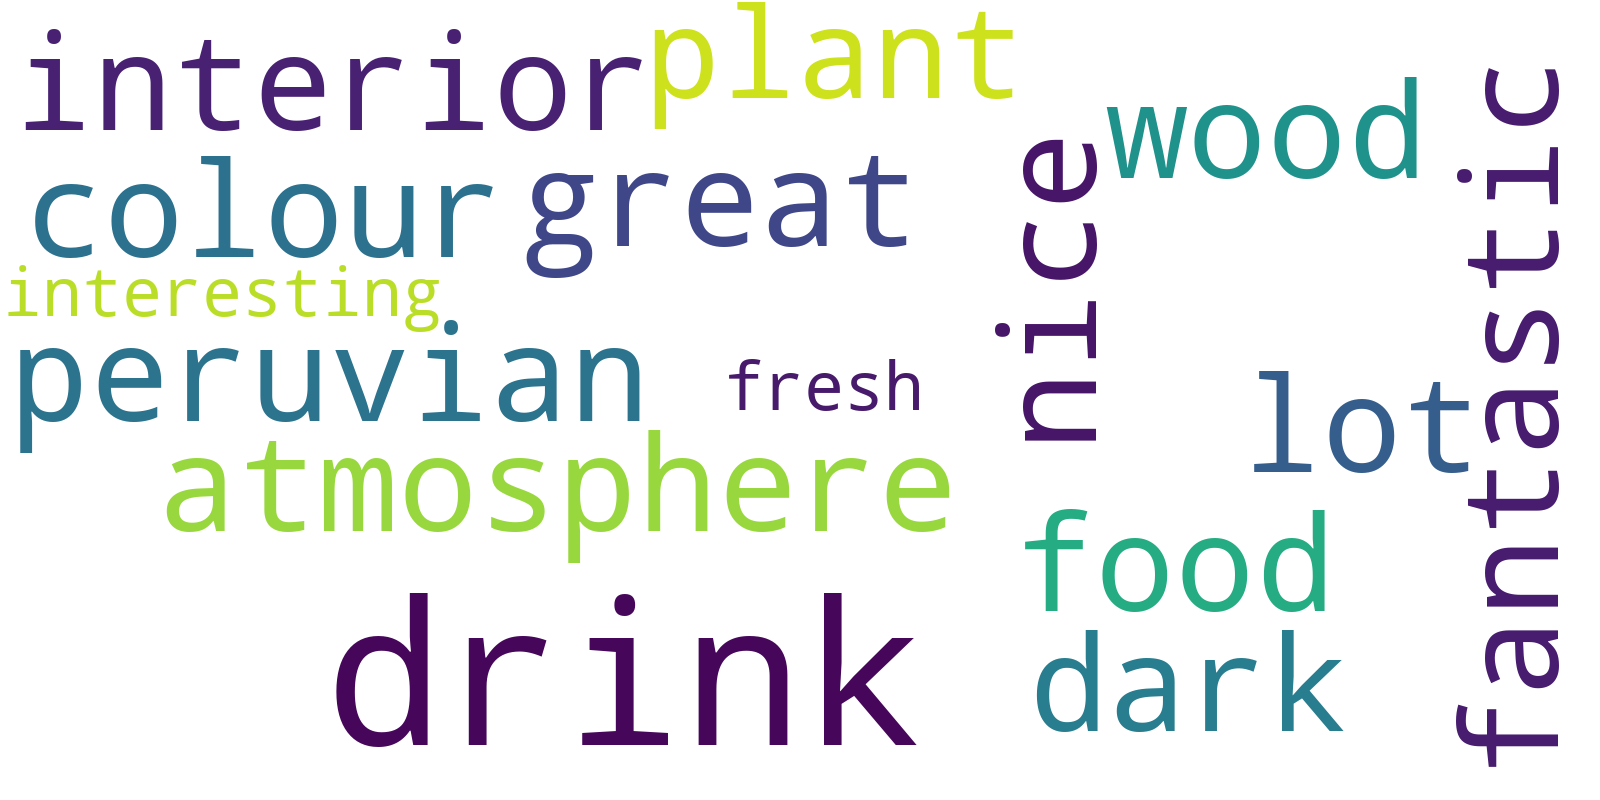 interior
plant
colour
great
wood
interesting
peruvian
fresh
nice
lot
fantastic
atmosphere
food
drink
dark